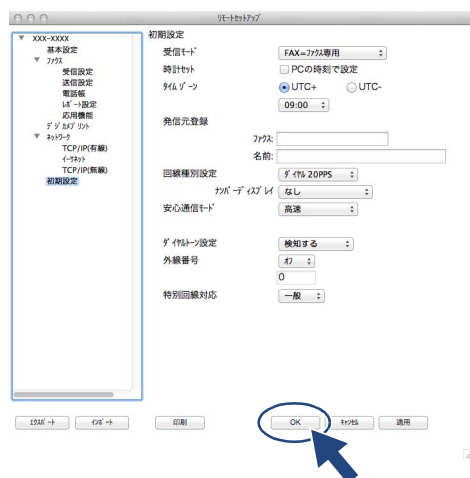 ﾘﾓｰﾄｾｯﾄｱｯﾌﾟ
XXX-XXXX
基本設定
ﾌｧｸｽ
受信設定
送信設定
電話帳
ﾚﾎﾟｰﾄ設定
応用機能
ﾃﾞｼﾞｶﾒﾌﾟﾘﾝﾄ
ﾈｯﾄﾜｰｸ
TCP/IP(有線)
ｲｰｻﾈｯﾄ
TCP/IP(無線)
初期設定
初期設定
受信ﾓｰﾄﾞ FAX=ﾌｧｸｽ専用
時計ｾｯﾄ PCの時刻で設定
ﾀｲﾑｿﾞｰﾝ UTC+ UTC-
09:00
発信元登録
ﾌｧｸｽ:
名前:
回線種別設定 ﾀﾞｲﾔﾙ 20PPS
ﾅﾝﾊﾞｰﾃﾞｨｽﾌﾟﾚｲ なし
安心通信ﾓｰﾄﾞ 高速
ﾀﾞｲﾔﾙﾄｰﾝ設定 検知する
外線番号 ｵﾌ
0
特別回線対応 一般
ｴｸｽﾎﾟｰﾄ ｲﾝﾎﾟｰﾄ 印刷 OK ｷｬﾝｾﾙ 適用